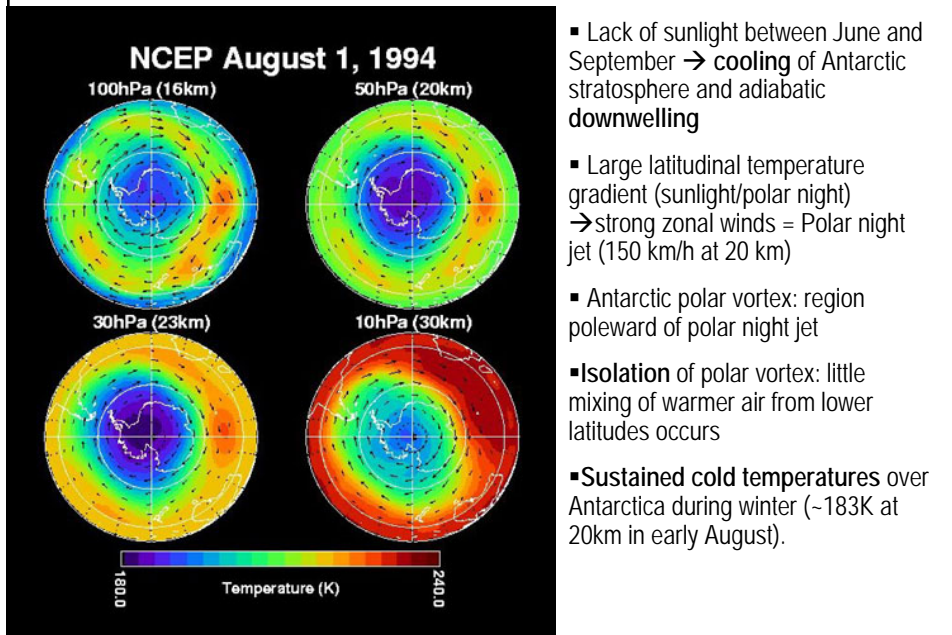 NCEP August 1, 1994
100hPa (16km)
50hPa (20km)
30hPa (23km)
10hPa (30km)
180.0
Temperature (K)
240.0
▪ Lack of sunlight between June and
September → cooling of Antarctic
stratosphere and adiabatic
downwelling
▪ Large latitudinal temperature
gradient (sunlight/polar night)
→strong zonal winds = Polar night
jet (150 km/h at 20 km)
▪ Antarctic polar vortex: region
poleward of polar night jet
▪Isolation of polar vortex: little
mixing of warmer air from lower
latitudes occurs
▪Sustained cold temperatures over
Antarctica during winter (~183K at
20km in early August).